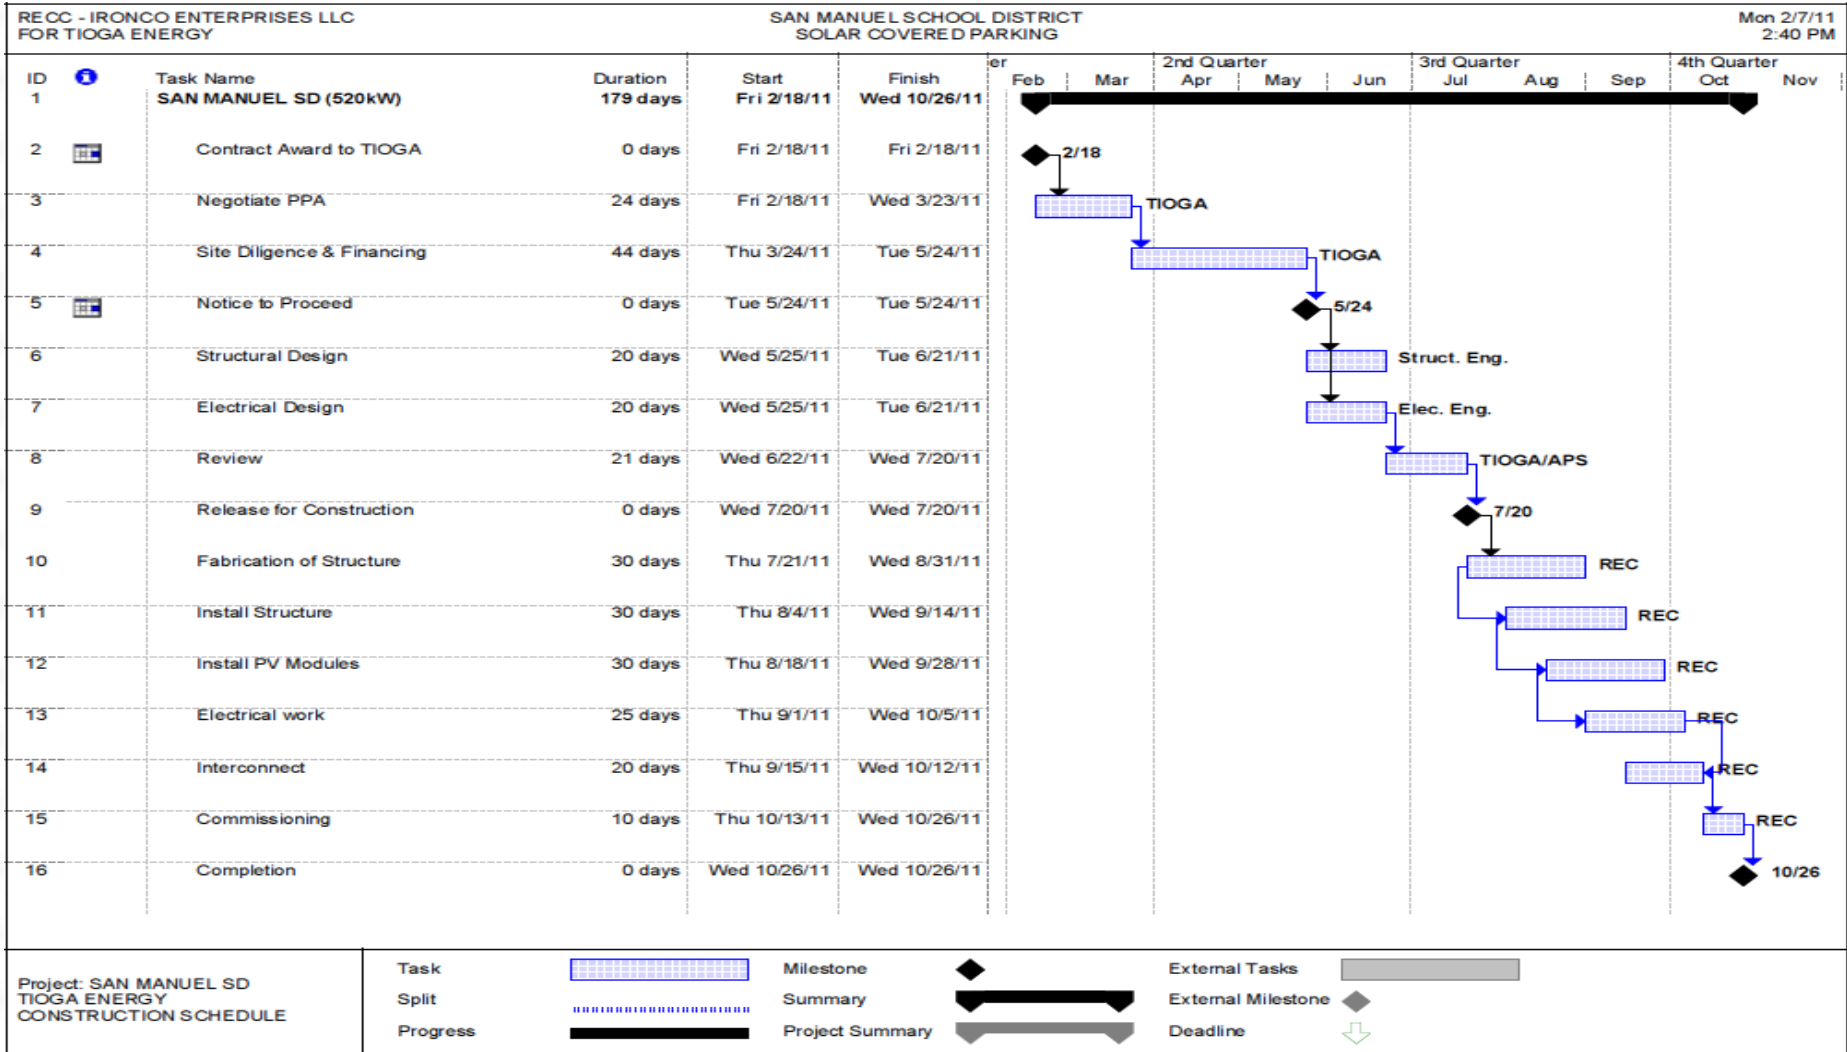 RECC - IRONCO ENTERPRISES LLC
FOR TIOGA ENERGY
SAN MANUEL SCHOOL DISTRICT
SOLAR COVERED PARKING
Mon 2/7/11
2:40 PM
er 2nd Quarter 3rd Quarter 4th Quarter
ID Task Name Duration Start Finish Feb Mar Apr May Jun Jul Aug Sep Oct Nov
1 SAN MANUEL SD (520kW) 179 days Fri 2/18/11 Wed 10/26/11
2 Contract Award to TIOGA 0 days Fri 2/18/11 Fri 2/18/11 2/18
3 Negotiate PPA 24 days Fri 2/18/11 Wed 3/23/11 TIOGA
4 Site Diligence & Financing 44 days Thu 3/24/11 Tue 5/24/11 TIOGA
5 Notice to Proceed 0 days Tue 5/24/11 Tue 5/24/11 5/24
6 Structural Design 20 days Wed 5/25/11 Tue 6/21/11 Struct. Eng.
7 Electrical Design 20 days Wed 5/25/11 Tue 6/21/11 Elec. Eng.
8 Review 21 days Wed 6/22/11 Wed 7/20/11 TIOGA/APS
9 Release for Construction 0 days Wed 7/20/11 Wed 7/20/11 7/20
10 Fabrication of Structure 30 days Thu 7/21/11 Wed 8/31/11 REC
11 Install Structure 30 days Thu 8/4/11 Wed 9/14/11 REC
12 Install PV Modules 30 days Thu 8/18/11 Wed 9/28/11 REC
13 Electrical work 25 days Thu 9/1/11 Wed 10/5/11 REC
14 Interconnect 20 days Thu 9/15/11 Wed 10/12/11 REC
15 Commissioning 10 days Thu 10/13/11 Wed 10/26/11 REC
16 Completion 0 days Wed 10/26/11 Wed 10/26/11 10/26
Project: SAN MANUEL SD
TIOGA ENERGY
CONSTRUCTION SCHEDULE
Task Milestone External Tasks
Split Summary External Milestone
Progress Project Summary Deadline